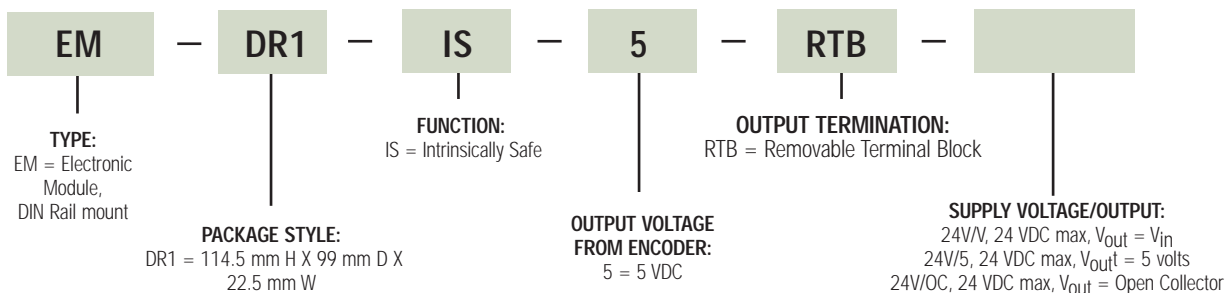 EM – DR1 – IS – 5 – RTB –
TYPE:
EM = Electronic
Module,
DIN Rail mount
PACKAGE STYLE:
DR1 = 114.5 mm H X 99 mm D X
22.5 mm W
FUNCTION:
IS = Intrinsically Safe
OUTPUT VOLTAGE
FROM ENCODER:
5 = 5 VDC
OUTPUT TERMINATION:
RTB = Removable Terminal Block
SUPPLY VOLTAGE/OUTPUT:
24V/V, 24 VDC max, Vout = Vin
24V/5, 24 VDC max, Voutt = 5 volts
24V/OC, 24 VDC max, Vout = Open Collector